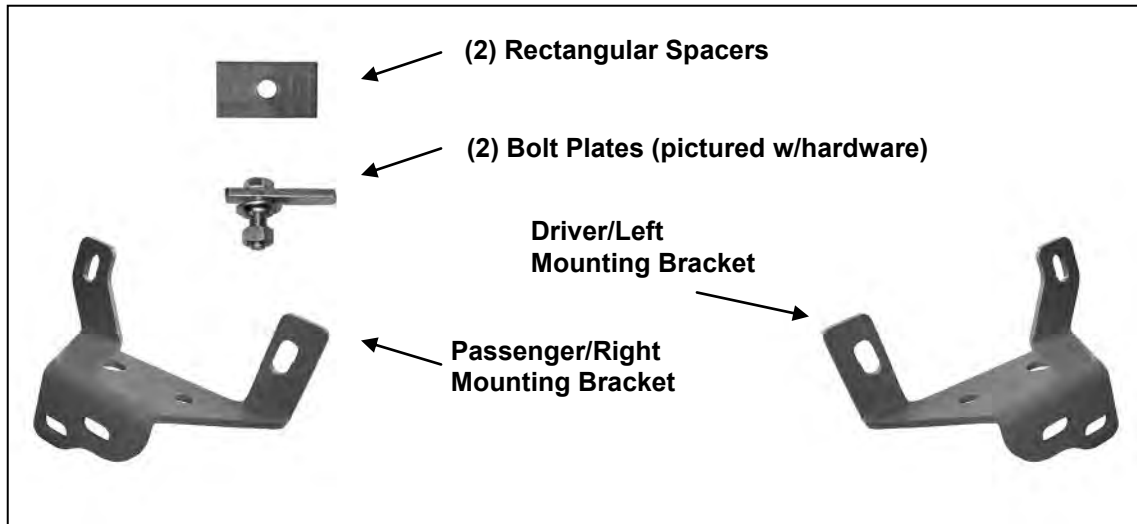 (2) Rectangular Spacers
(2) Bolt Plates (pictured w/hardware)
Driver/Left
Mounting Bracket
Passenger/Right
Mounting Bracket